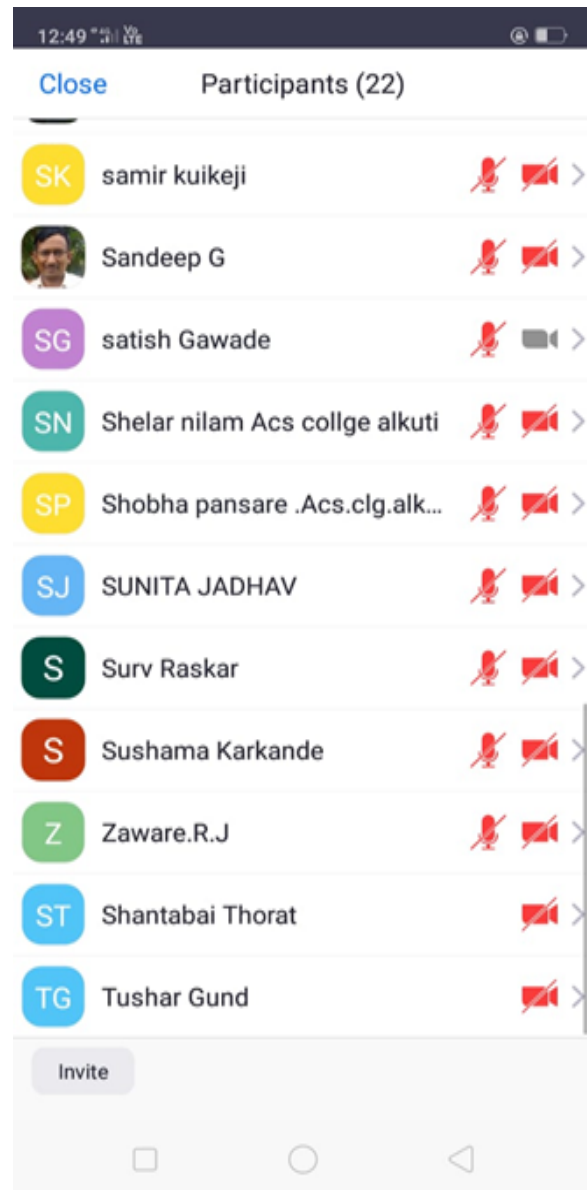 12:49
Close Participants (22)
SK samir kuikeji
Sandeep G
SG satish Gawade
SN Shelar nilam Acs collge alkuti
SP Shobha pansare .Acs.clg.alk...
SJ SUNITA JADHAV
S Surv Raskar
S Sushama Karkande
Z Zaware.R.J
ST Shantabai Thorat
TG Tushar Gund
Invite